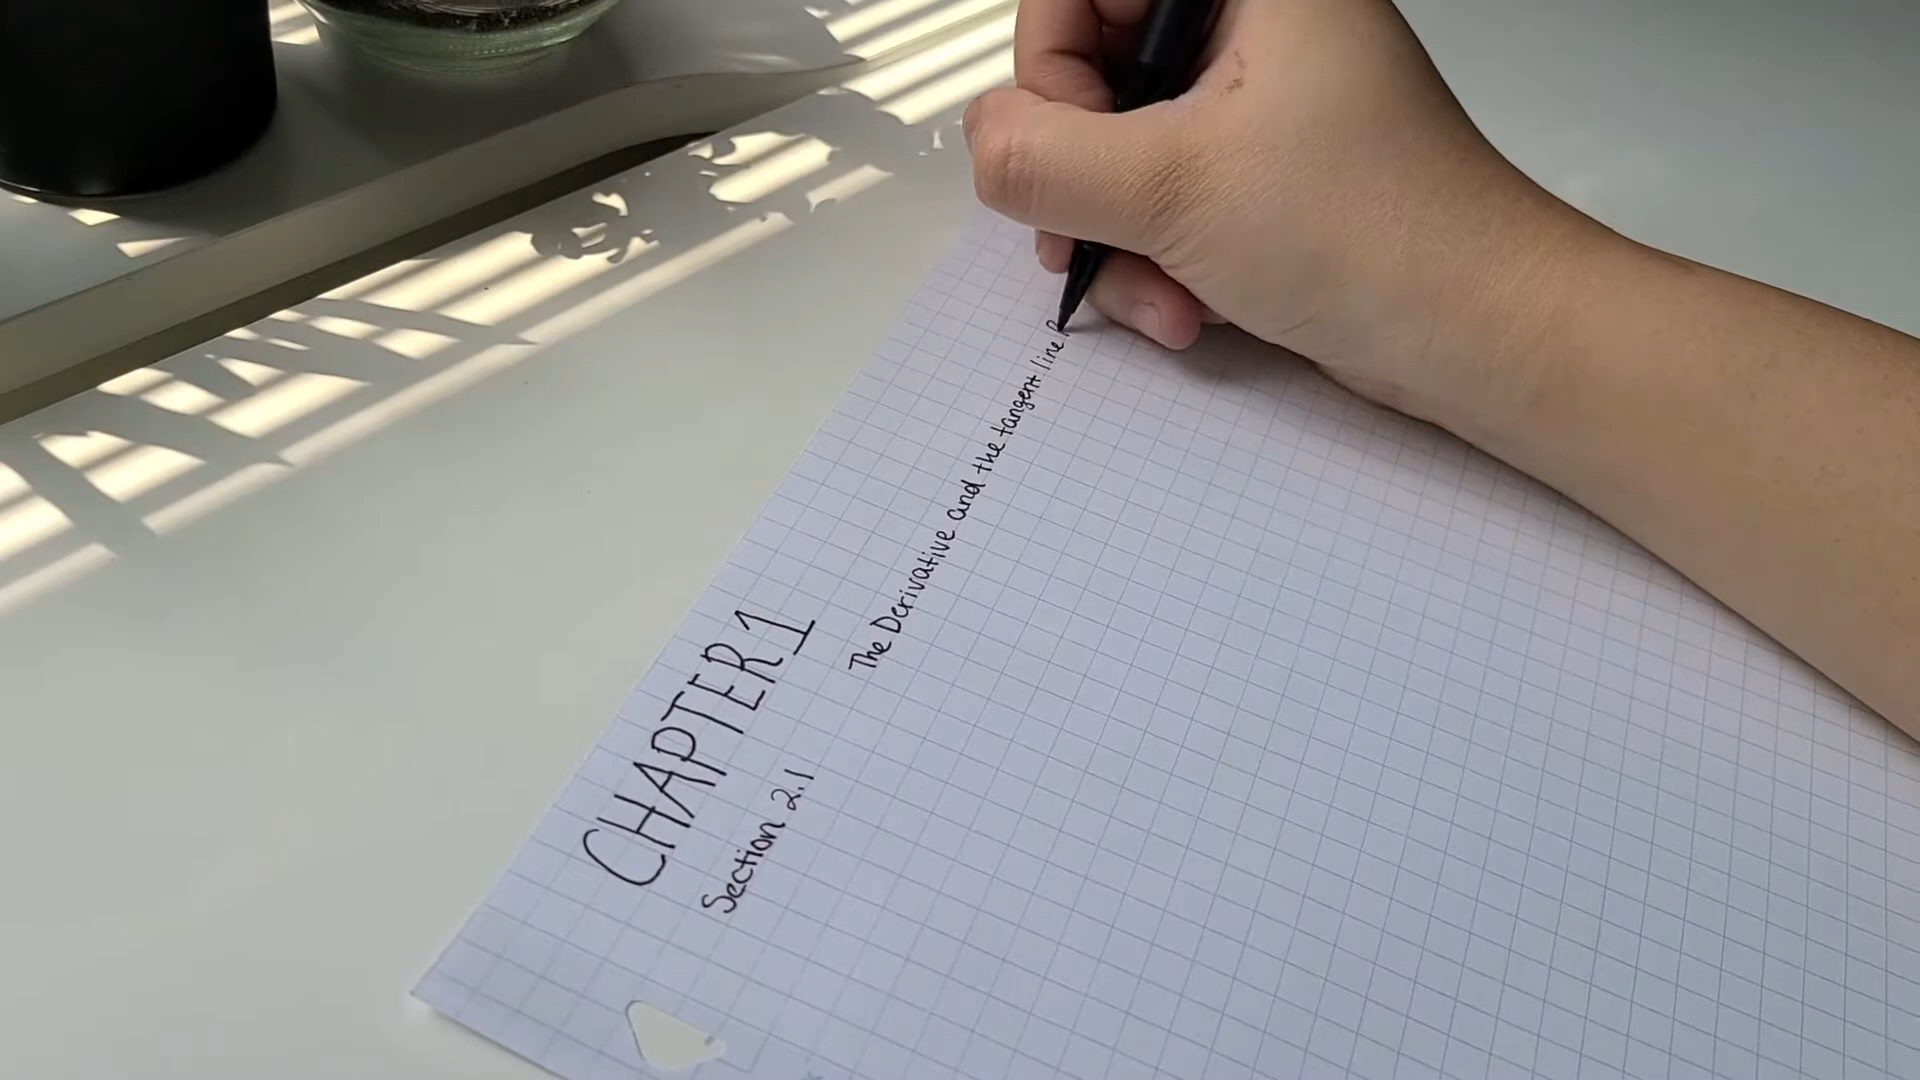 CHAPTER 1
Section 2.1
The Derivative and the tangent line